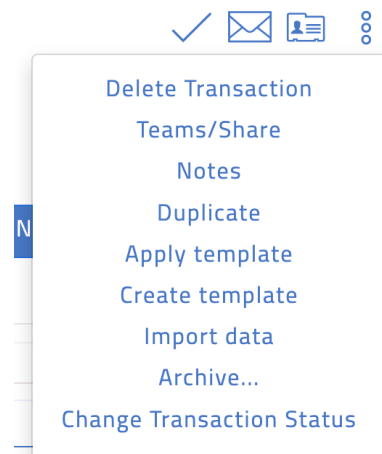 Delete Transaction
Teams/Share
Notes
N
Duplicate
Apply template
Create template
Import data
Archive...
Change Transaction Status